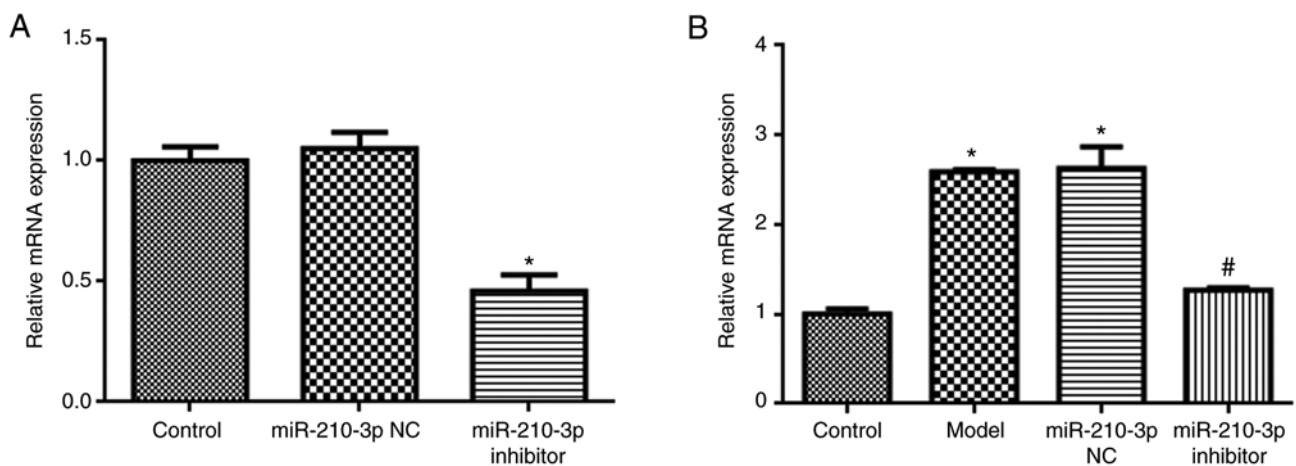 A
Relative mRNA expression
1.5
1.0
0.5
0.0
*
Control
miR-210-3p NC
miR-210-3p
inhibitor
B
Relative mRNA expression
4
3
2
1
0
*
*
#
Control
Model
miR-210-3p
NC
miR-210-3p
inhibitor